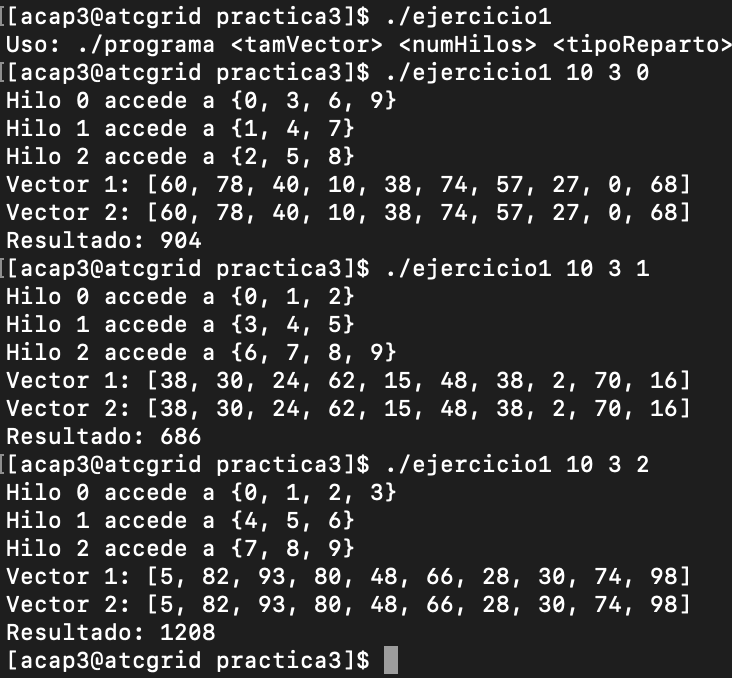 [[acap3@atcgrid practica3]$ ./ejercicio1
Uso: ./programa <tamVector> <numHilos> <tipoReparto>
[[acap3@atcgrid practica3]$ ./ejercicio1 10 3 0
Hilo 0 accede a {0, 3, 6, 9}
Hilo 1 accede a {1, 4, 7}
Hilo 2 accede a {2, 5, 8}
Vector 1: [60, 78, 40, 10, 38, 74, 57, 27, 0, 68]
Vector 2: [60, 78, 40, 10, 38, 74, 57, 27, 0, 68]
Resultado: 904
[[acap3@atcgrid practica3]$ ./ejercicio1 10 3 1
Hilo 0 accede a {0, 1, 2}
Hilo 1 accede a {3, 4, 5}
Hilo 2 accede a {6, 7, 8, 9}
Vector 1: [38, 30, 24, 62, 15, 48, 38, 2, 70, 16]
Vector 2: [38, 30, 24, 62, 15, 48, 38, 2, 70, 16]
Resultado: 686
[[acap3@atcgrid practica3]$ ./ejercicio1 10 3 2
Hilo 0 accede a {0, 1, 2, 3}
Hilo 1 accede a {4, 5, 6}
Hilo 2 accede a {7, 8, 9}
Vector 1: [5, 82, 93, 80, 48, 66, 28, 30, 74, 98]
Vector 2: [5, 82, 93, 80, 48, 66, 28, 30, 74, 98]
Resultado: 1208
[acap3@atcgrid practica3]$